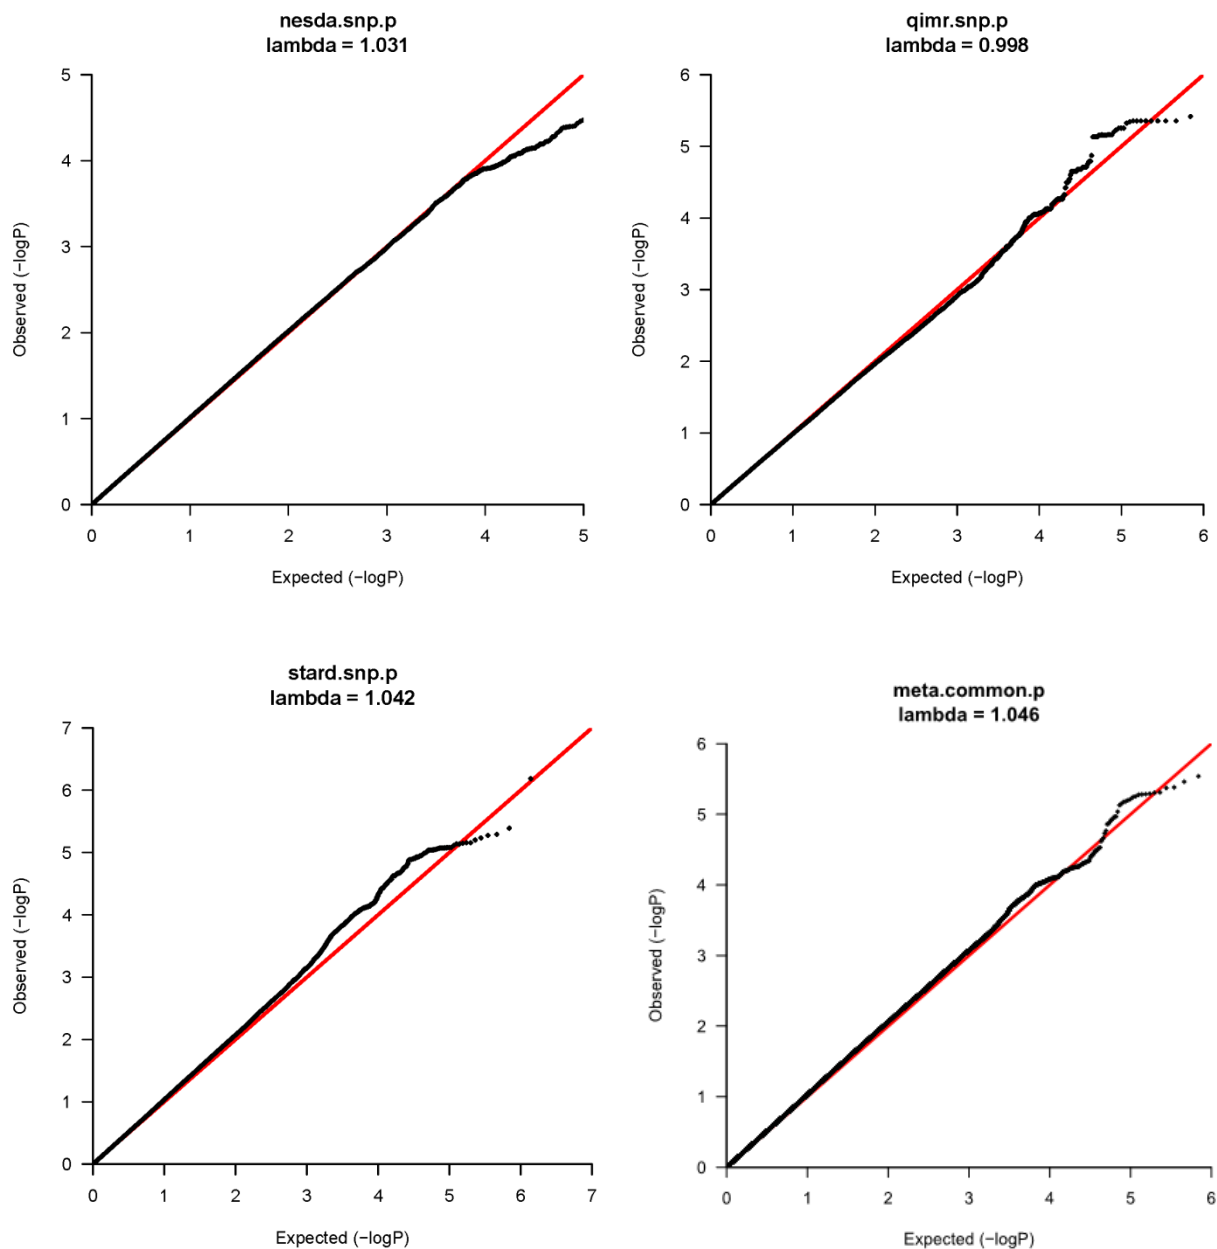 nesda.snp.p
lambda = 1.031
5
4
3
2
1
0
Observed (−logP)
0 1 2 3 4 5
Expected (−logP)
qimr.snp.p
lambda = 0.998
6
5
4
3
2
1
0
Observed (−logP)
0 1 2 3 4 5 6
Expected (−logP)
stard.snp.p
lambda = 1.042
7
6
5
4
3
2
1
0
Observed (−logP)
0 1 2 3 4 5 6 7
Expected (−logP)
meta.common.p
lambda = 1.046
6
5
4
3
2
1
0
Observed (−logP)
0 1 2 3 4 5 6
Expected (−logP)